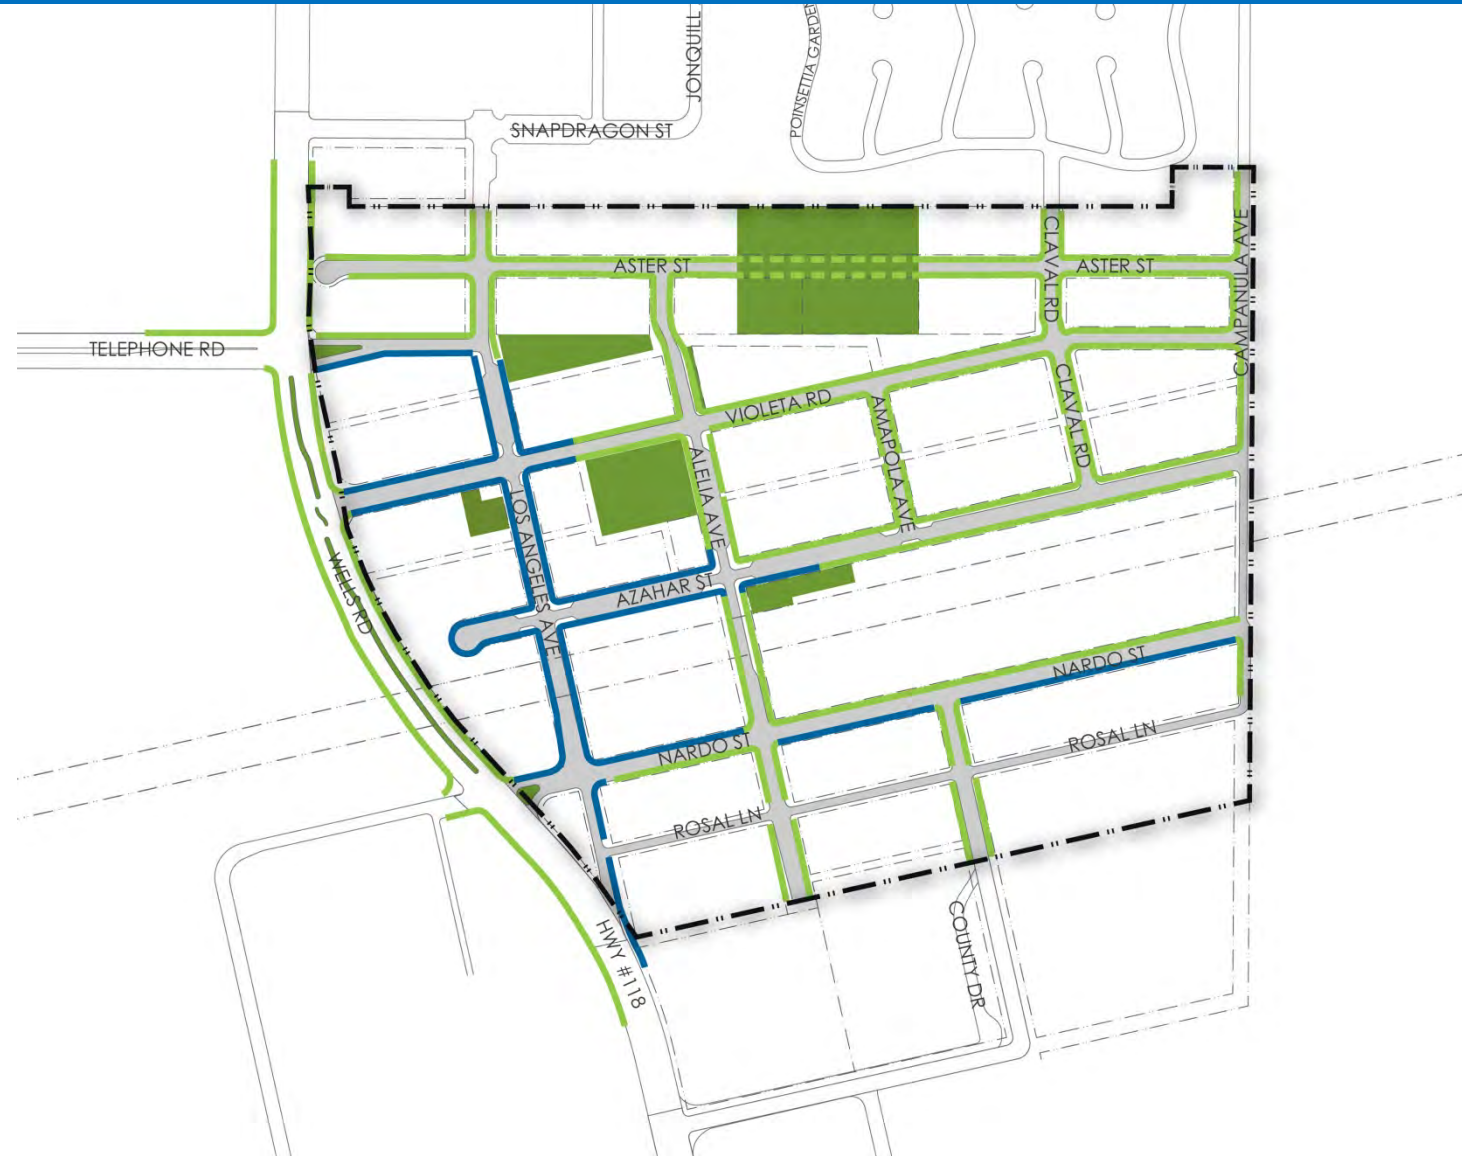 JONQUILL
POINSETTIA GARDEN
SNAPDRAGON ST
CLAVAL RD
CAMPANULA AVE
ASTER ST
ASTER ST
TELEPHONE RD
VIOLETA RD
AMAPOLA AVE
CLAVAL RD
ALELIA AVE
LOS ANGELES AVE
WELLS RD
AZAHAR ST
NARDO ST
NARDO ST
ROSAL LN
ROSAL LN
HWY #118
COUNTY DR